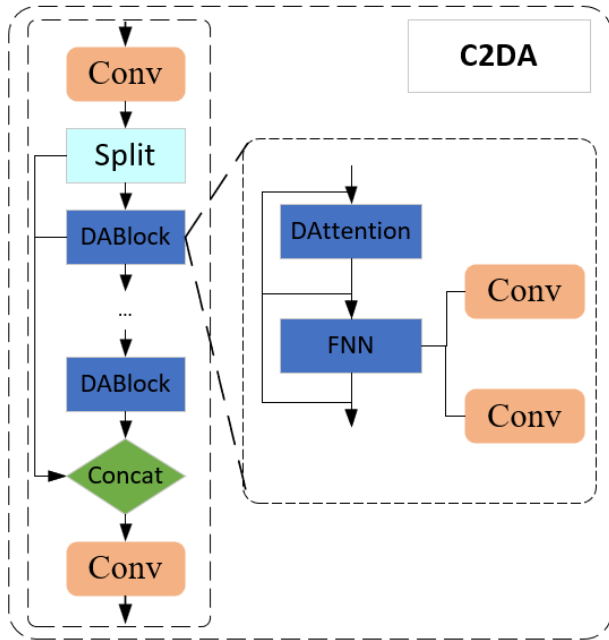 C2DA
Conv
Split
DABlock
...
DABlock
Concat
Conv
DAttention
FNN
Conv
Conv